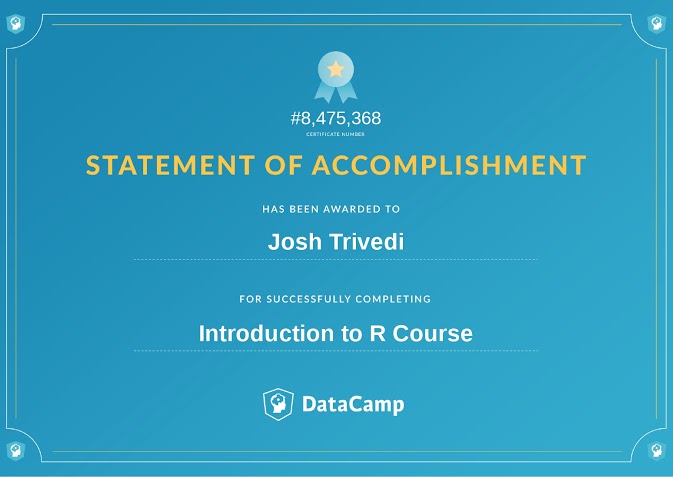 #8,475,368
CERTIFICATE NUMBER
STATEMENT OF ACCOMPLISHMENT
HAS BEEN AWARDED TO
Josh Trivedi
FOR SUCCESSFULLY COMPLETING
Introduction to R Course
DataCamp